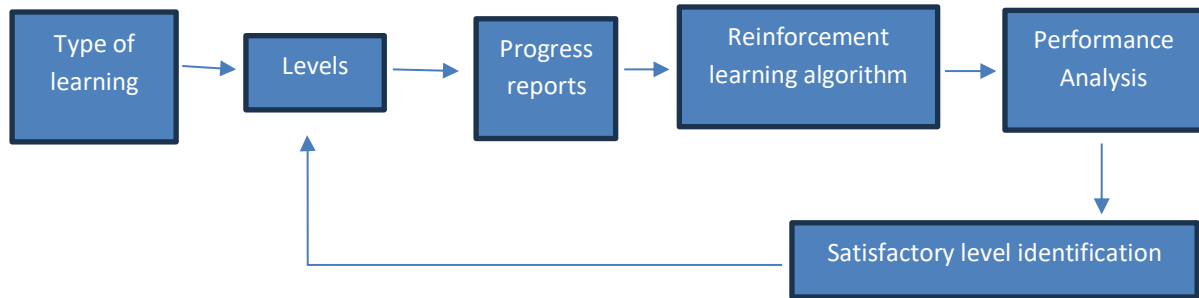 Type of
learning
Levels
Progress
reports
Reinforcement
learning algorithm
Performance
Analysis
Satisfactory level identification